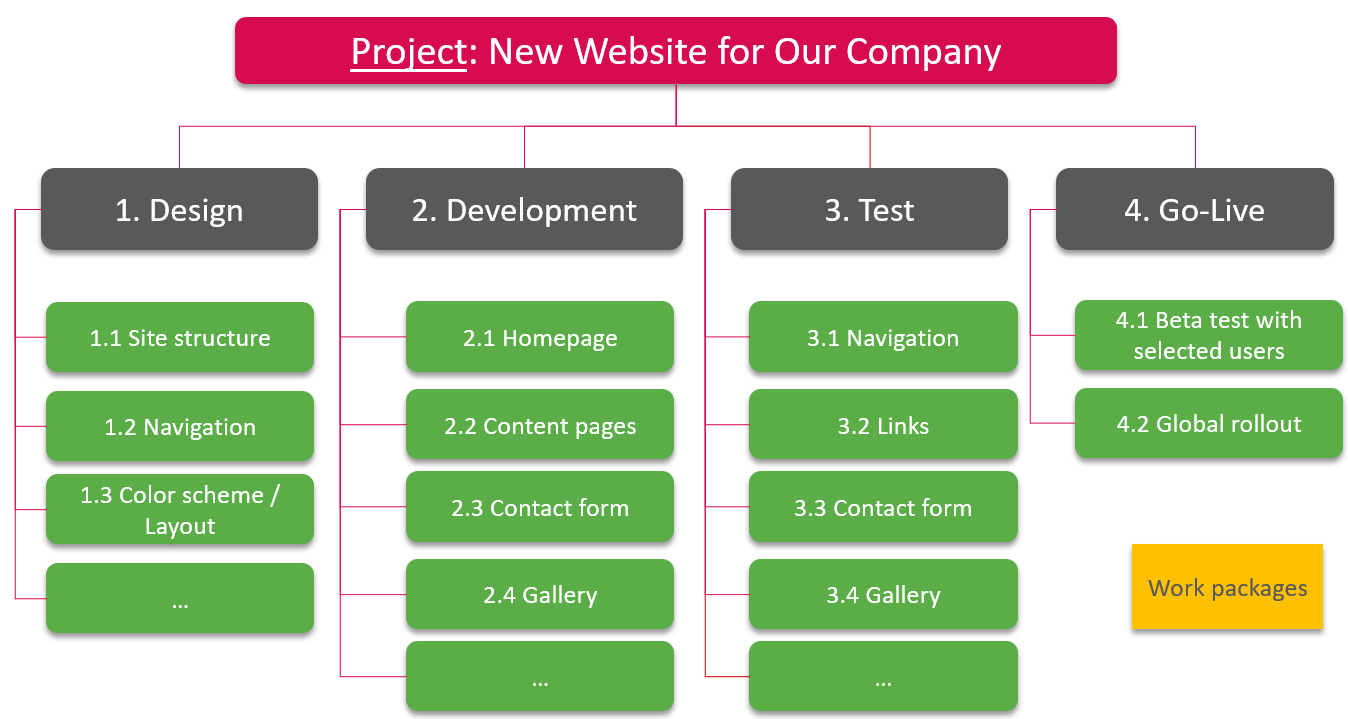 Project: New Website for Our Company
1. Design
2. Development
3. Test
4. Go-Live
1.1 Site structure
1.2 Navigation
1.3 Color scheme /
Layout
...
2.1 Homepage
2.2 Content pages
2.3 Contact form
2.4 Gallery
...
3.1 Navigation
3.2 Links
3.3 Contact form
3.4 Gallery
...
4.1 Beta test with
selected users
4.2 Global rollout
Work packages